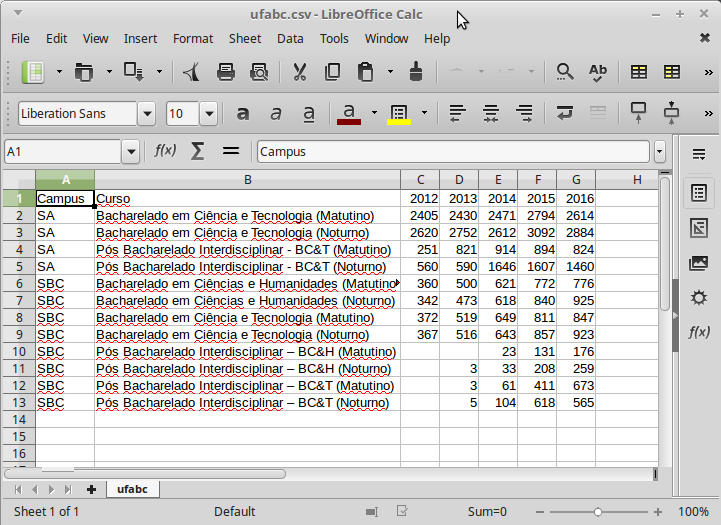 ufabc.csv - LibreOffice Calc
File Edit View Insert Format Sheet Data Tools Window Help
Liberation Sans 10
A1 f(x) Σ = Campus
A B C D E F G H
1 Campus Curso 2012 2013 2014 2015 2016
2 SA Bacharelado em Ciência e Tecnologia (Matutino) 2405 2430 2471 2794 2614
3 SA Bacharelado em Ciência e Tecnologia (Noturno) 2620 2752 2612 3092 2884
4 SA Pós Bacharelado Interdisciplinar - BC&T (Matutino) 251 821 914 894 824
5 SA Pós Bacharelado Interdisciplinar - BC&T (Noturno) 560 590 1646 1607 1460
6 SBC Bacharelado em Ciências e Humanidades (Matutino 360 500 621 772 776
7 SBC Bacharelado em Ciências e Humanidades (Noturno) 342 473 618 840 925
8 SBC Bacharelado em Ciência e Tecnologia (Matutino) 372 519 649 811 847
9 SBC Bacharelado em Ciência e Tecnologia (Noturno) 367 516 643 857 923
10 SBC Pós Bacharelado Interdisciplinar – BC&H (Matutino) 23 131 176
11 SBC Pós Bacharelado Interdisciplinar – BC&H (Noturno) 3 33 208 259
12 SBC Pós Bacharelado Interdisciplinar – BC&T (Matutino) 3 61 411 673
13 SBC Pós Bacharelado Interdisciplinar – BC&T (Noturno) 5 104 618 565
14
15
16
ufabc
Sheet 1 of 1 Default Sum=0 100%